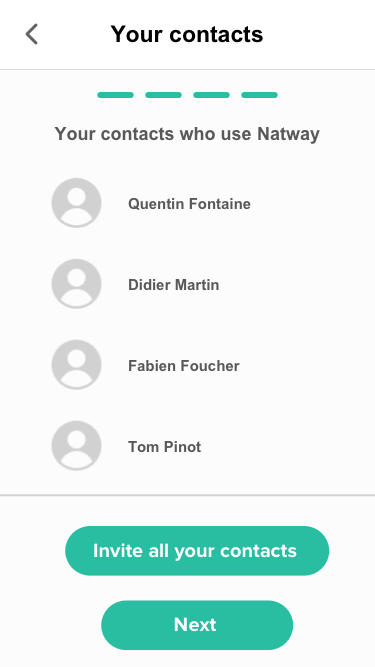 Your contacts
Your contacts who use Natway
Quentin Fontaine
Didier Martin
Fabien Foucher
Tom Pinot
Invite all your contacts
Next